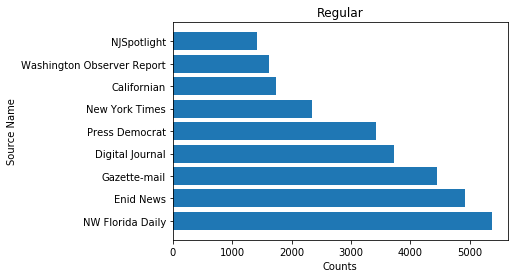 Regular
Source Name
NJSpotlight
Washington Observer Report
Californian
New York Times
Press Democrat
Digital Journal
Gazette-mail
Enid News
NW Florida Daily
0 1000 2000 3000 4000 5000
Counts